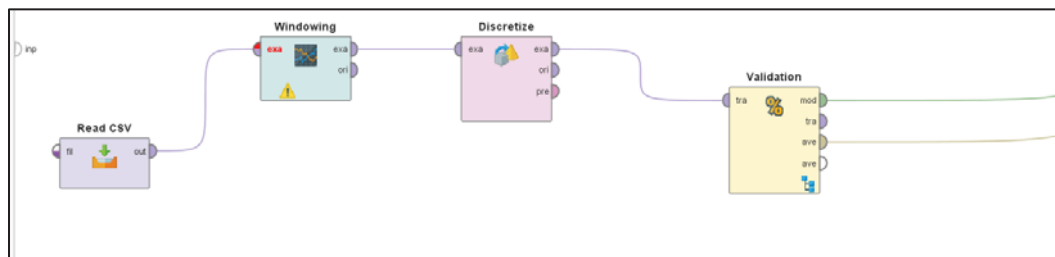 inp
Read CSV
fil
out
Windowing
exa
exa
ori
Discretize
exa
exa
ori
pre
Validation
tra
%
mod
tra
ave
ave